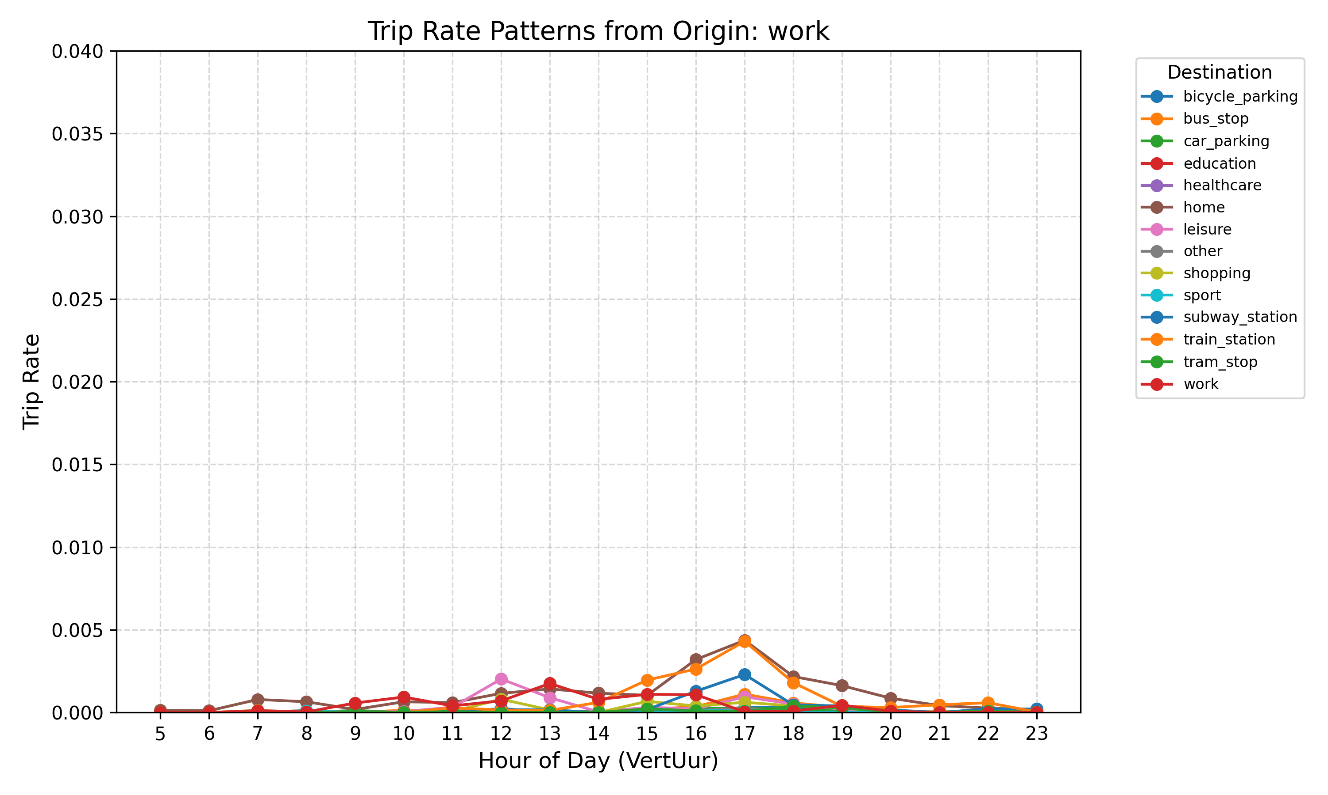 Trip Rate Patterns from Origin: work
0.040
0.035
0.030
0.025
0.020
0.015
0.010
0.005
0.000
Trip Rate
5 6 7 8 9 10 11 12 13 14 15 16 17 18 19 20 21 22 23
Hour of Day (VertUur)
Destination
bicycle_parking
bus_stop
car_parking
education
healthcare
home
leisure
other
shopping
sport
subway_station
train_station
tram_stop
work